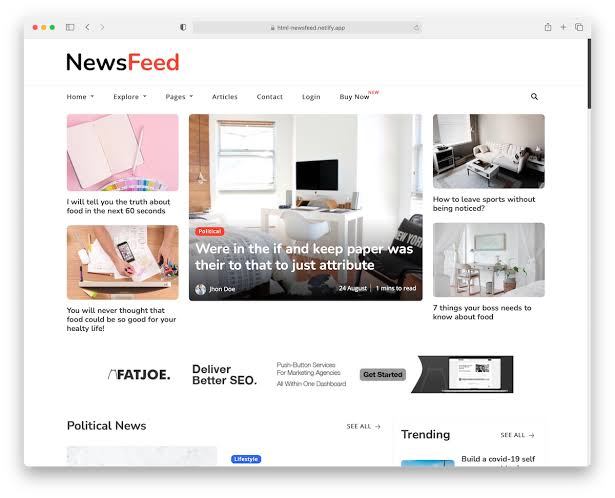 html-newsfeed.netlify.app
NewsFeed
Home Explore Pages Articles Contact Login Buy Now NEW
I will tell you the truth about
food in the next 60 seconds
You will never thought that
food could be so good for your
healty life!
Political
Were in the if and keep paper was
their to that to just attribute
Jhon Doe 24 August 1 mins to read
NEW YORK
How to leave sports without
being noticed?
7 things your boss needs to
know about food
FATJOE.
Deliver
Better SEO.
Push-Button Services
For Marketing Agencies
All Within One Dashboard
Get Started
Political News SEE ALL →
Lifestyle
Trending SEE ALL →
Build a covid-19 self